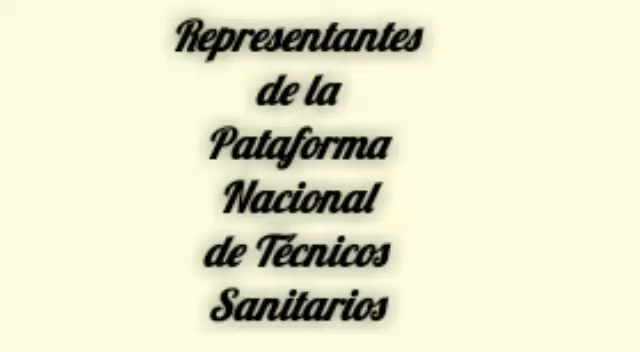 Representantes
de la
Pataforma
Nacional
de Técnicos
Sanitarios